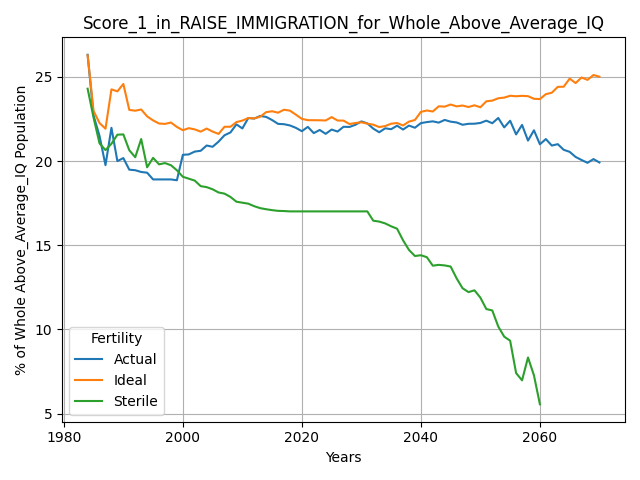 Score_1_in_RAISE_IMMIGRATION_for_Whole_Above_Average_IQ
% of Whole Above_Average_IQ Population
25
20
15
10
5
Fertility
Actual
Ideal
Sterile
1980
2000
2020
2040
2060
Years